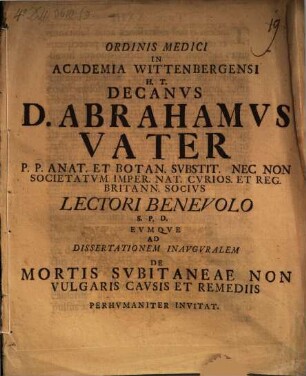 ORDINIS MEDICI
IN
ACADEMIA WITTENBERGENSI
H. T.
DECANVS
D. ABRAHAMVS
VATER
P. P. ANAT. ET BOTAN. SVBSTIT. NEC NON
SOCIETATVM IMPER. NAT. CVRIOS. ET REG.
BRITANN. SOCIVS
LECTORI BENEVOLO
S. P. D.
EVMQVE
AD
DISSERTATIONEM INAVGVRALEM
DE
MORTIS SVBITANEAE NON
VULGARIS CAVSIS ET REMEDIIS
PERHVMANITER INVITAT.